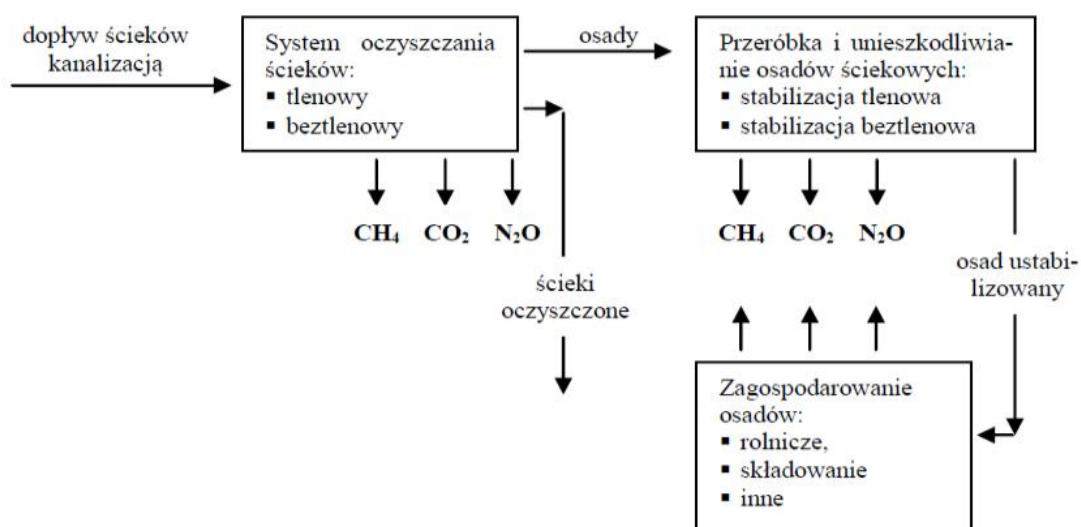 dopływ ścieków
kanalizacją
System oczyszczania
ścieków:
▪ tlenowy
▪ beztlenowy
osady
Przeróbka i unieszkodliwia-
nie osadów ściekowych:
▪ stabilizacja tlenowa
▪ stabilizacja beztlenowa
CH₄ CO₂ N₂O
ścieki
oczyszczone
CH₄ CO₂ N₂O
osad ustabi-
lizowany
Zagospodarowanie
osadów:
▪ rolnicze,
▪ składowanie
▪ inne